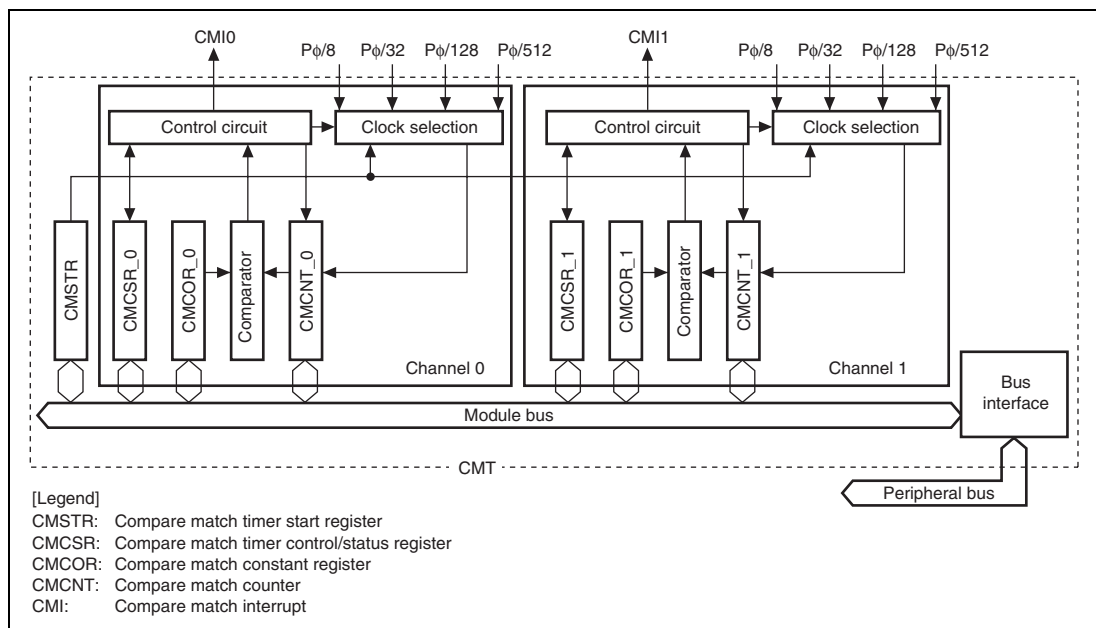 CMI0 Pϕ/8 Pϕ/32 Pϕ/128 Pϕ/512 CMI1 Pϕ/8 Pϕ/32 Pϕ/128 Pϕ/512
Control circuit Clock selection Control circuit Clock selection
CMSTR
CMCSR_0
CMCOR_0
Comparator
CMCNT_0
Channel 0
CMCSR_1
CMCOR_1
Comparator
CMCNT_1
Channel 1
Bus
interface
Module bus
CMT
Peripheral bus
[Legend]
CMSTR: Compare match timer start register
CMCSR: Compare match timer control/status register
CMCOR: Compare match constant register
CMCNT: Compare match counter
CMI: Compare match interrupt